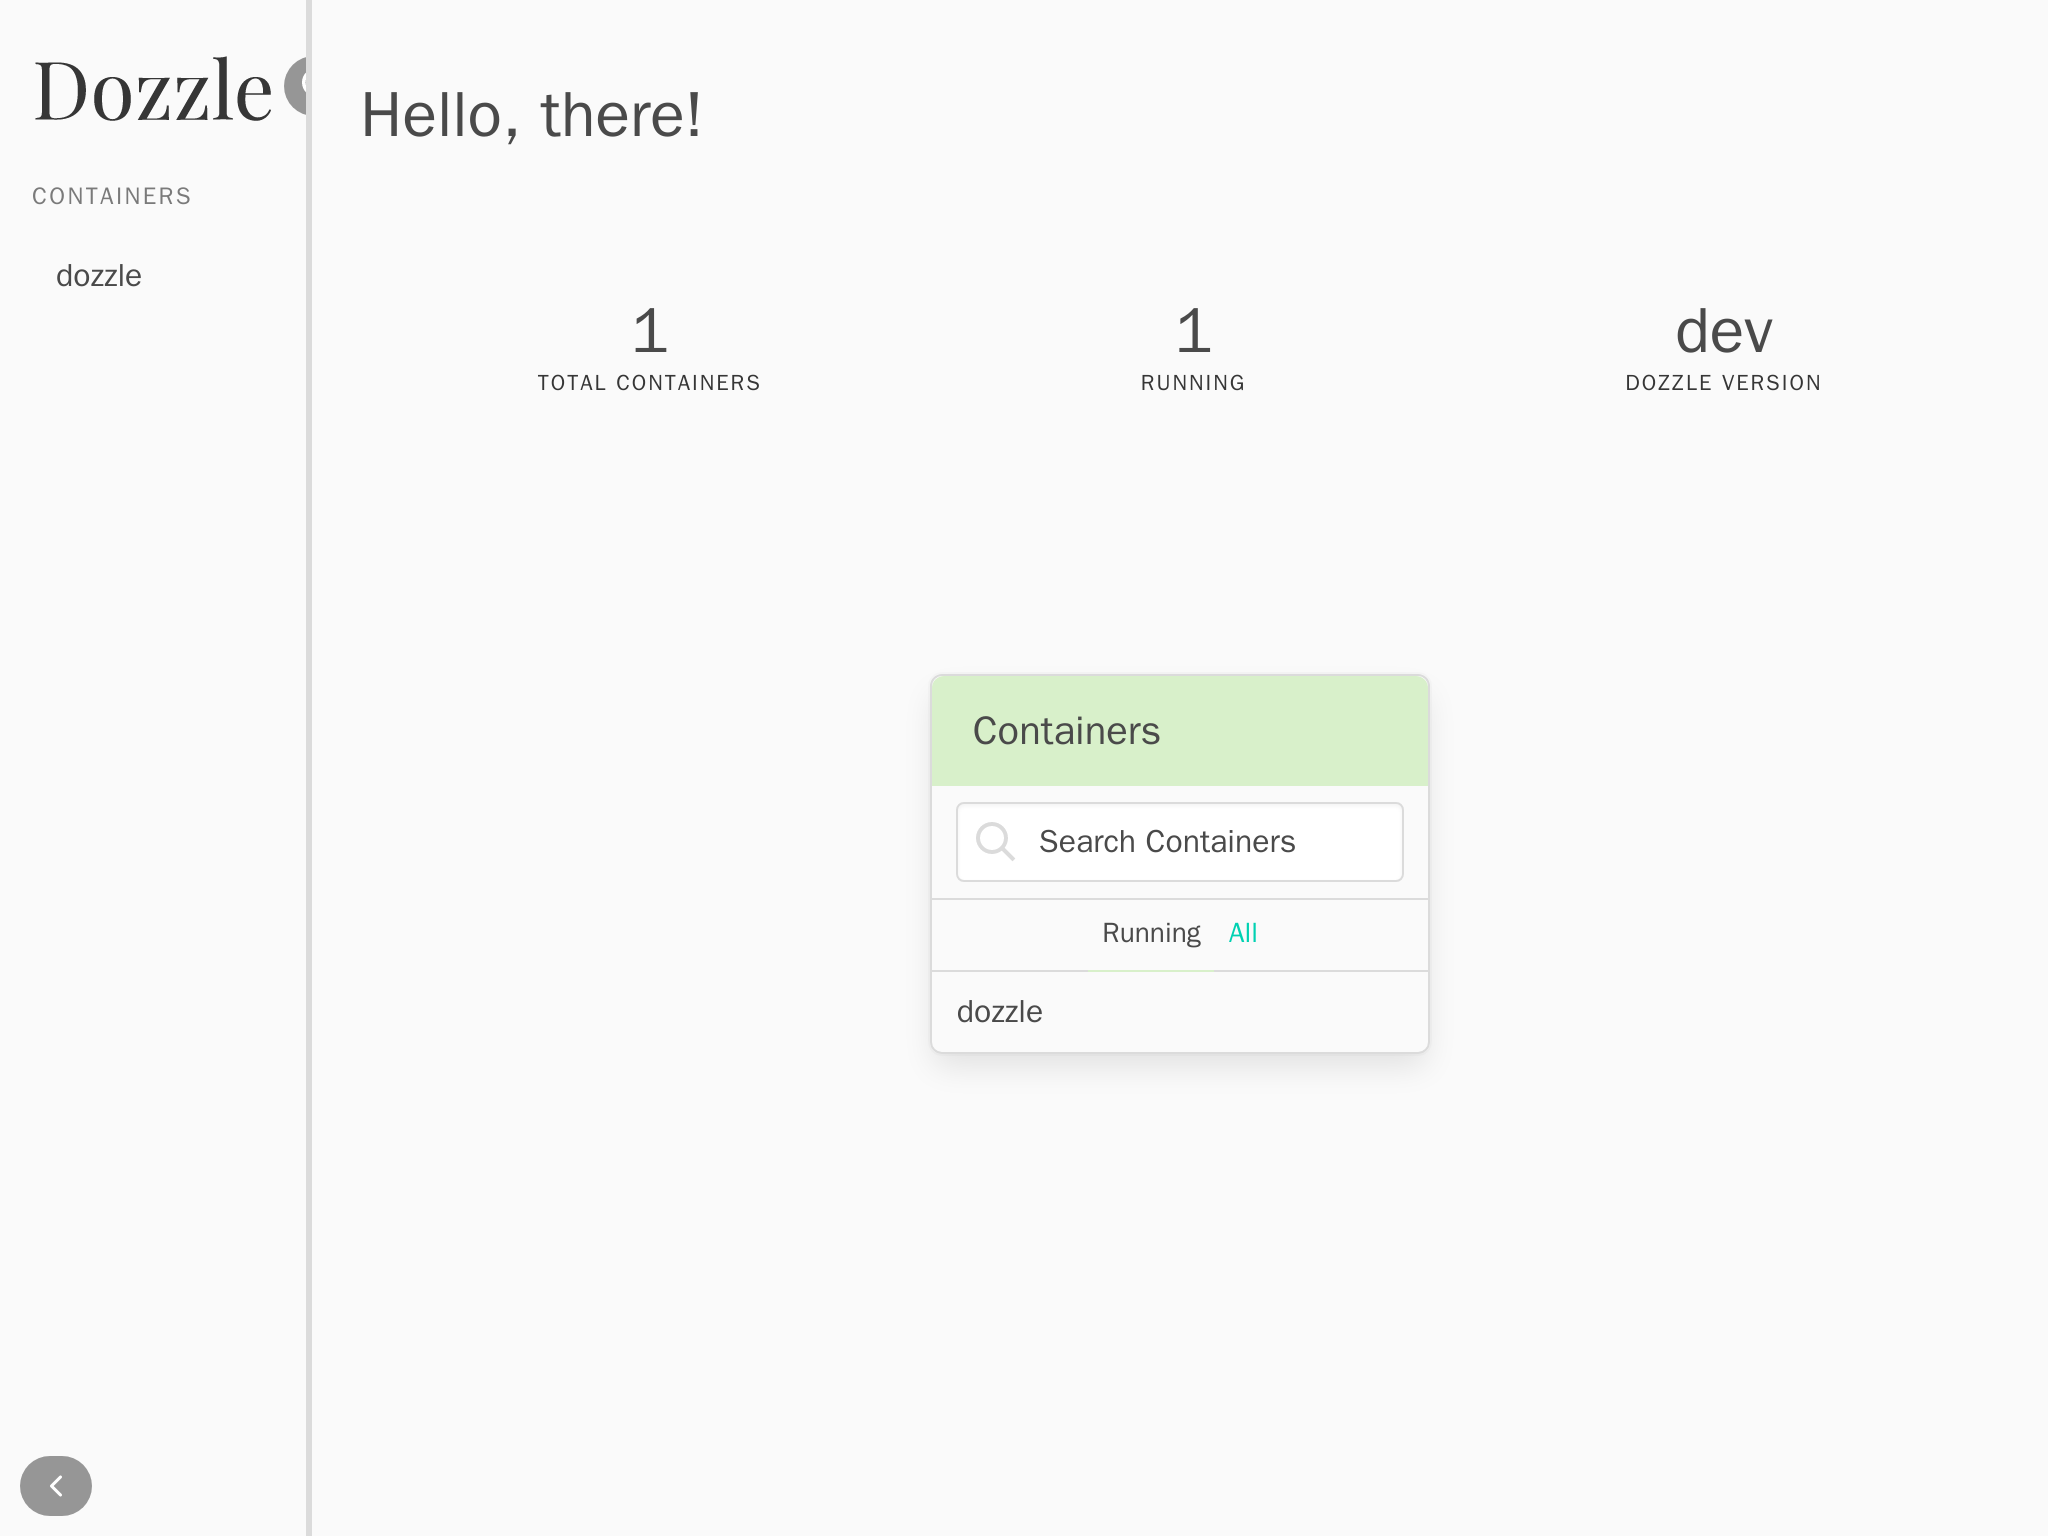 Dozzle
CONTAINERS
dozzle
Hello, there!
1
TOTAL CONTAINERS
1
RUNNING
dev
DOZZLE VERSION
Containers
Search Containers
Running All
dozzle